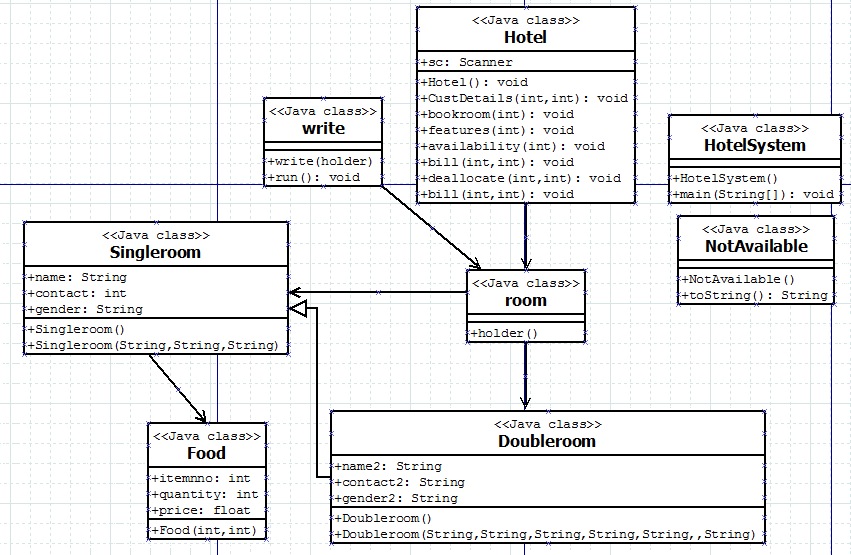 <<Java class>>
Hotel
+sc: Scanner
+Hotel(): void
+CustDetails(int,int): void
+bookroom(int): void
+features(int): void
+availability(int): void
+bill(int,int): void
+deallocate(int,int): void
+bill(int,int): void
<<Java class>>
write
+write(holder)
+run(): void
<<Java class>>
HotelSystem
+HotelSystem()
+main(String[]): void
<<Java class>>
NotAvailable
+NotAvailable()
+toString(): String
<<Java class>>
Singleroom
+name: String
+contact: int
+gender: String
+Singleroom()
+Singleroom(String,String,String)
<<Java class>>
room
+holder()
<<Java class>>
Food
+itemnno: int
+quantity: int
+price: float
+Food(int,int)
<<Java class>>
Doubleroom
+name2: String
+contact2: String
+gender2: String
+Doubleroom()
+Doubleroom(String,String,String,String,String,,String)